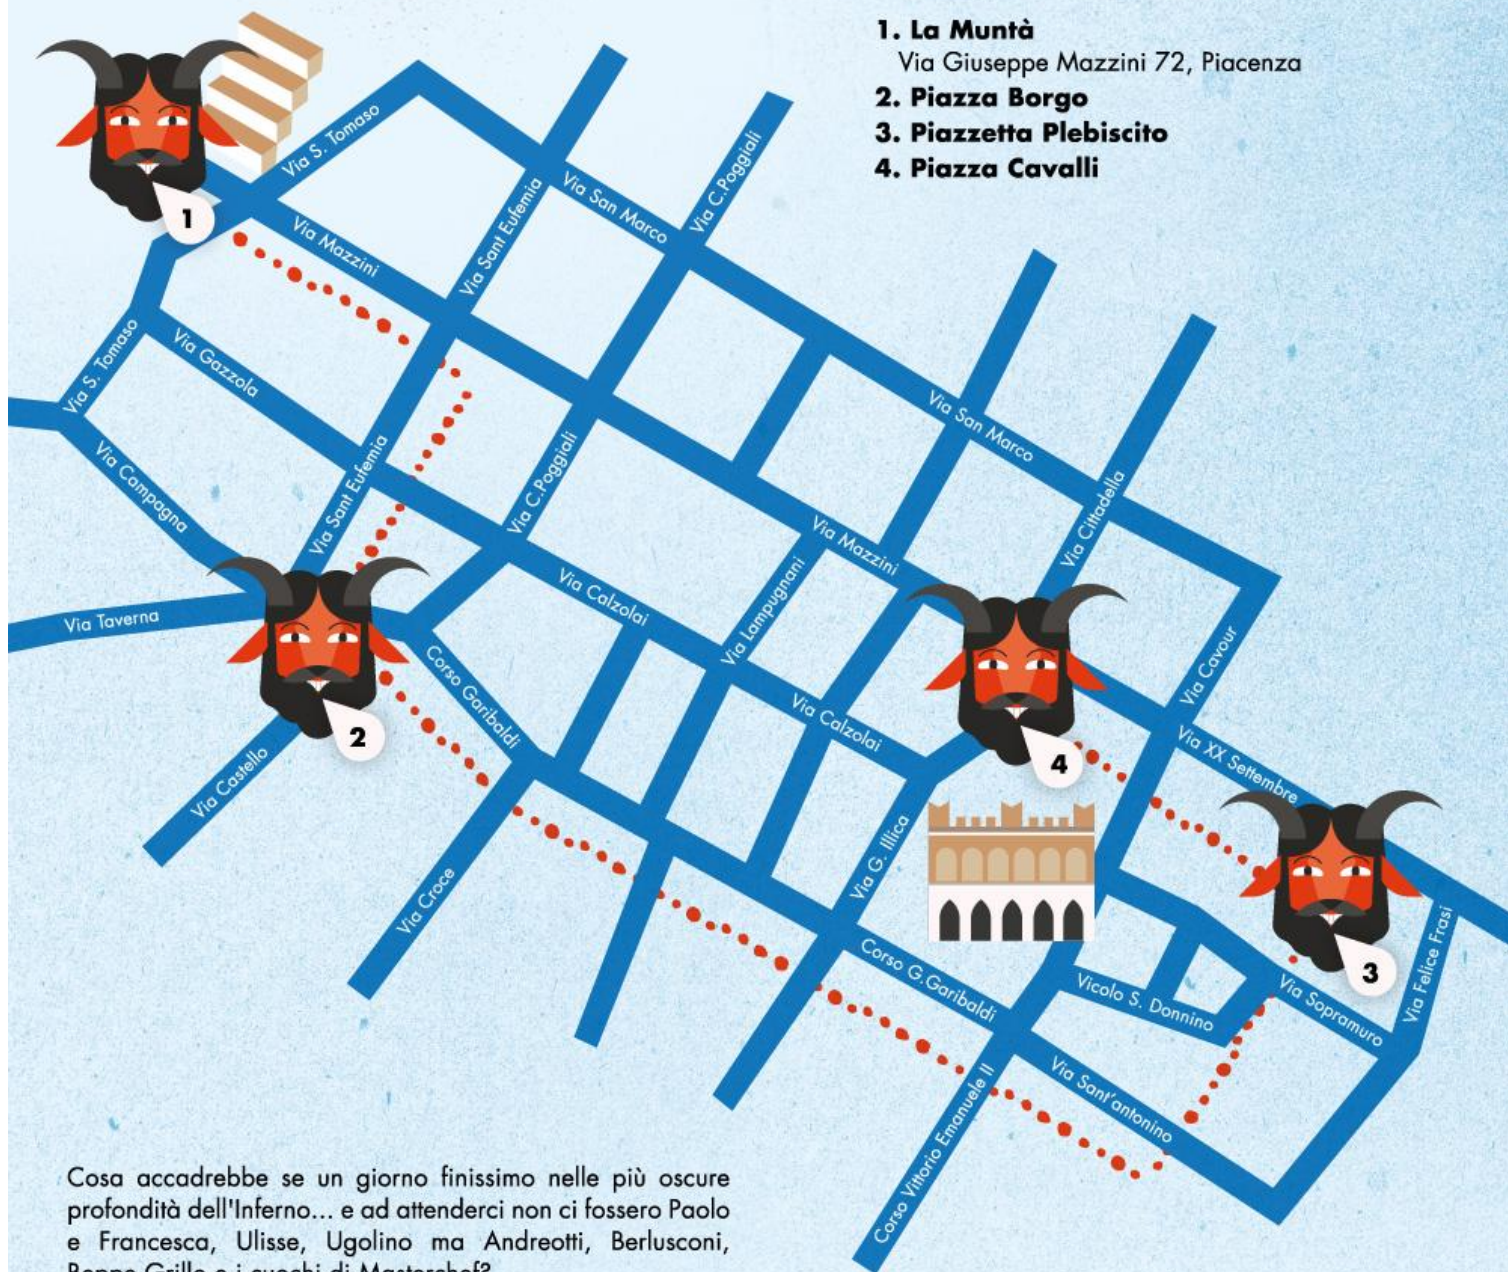 1. La Muntà
Via Giuseppe Mazzini 72, Piacenza
2. Piazza Borgo
3. Piazzetta Plebiscito
4. Piazza Cavalli
Via S. Tomaso
1
Via San Marco
Via C.Poggiali
Via Sant Eufemia
Via Mazzini
Via S. Tomaso
Via Gazzola
Via San Marco
Via Campagna
Via Sant Eufemia
Via C.Poggiali
Via Cittadella
Via Mazzini
Via Calzolai
Via Lampugnani
Via Taverna
Via Cavour
Corso Garibaldi
Via Calzolai
2
Via Castello
4
Via XX Settembre
Via G. Illica
Via Croce
3
Via Felice Frasi
Corso G.Garibaldi
Vicolo S. Donnino
Via Sopramuro
Via Sant'antonino
Corso Vittorio Emanuele II
Cosa accadrebbe se un giorno finissimo nelle più oscure
profondità dell'Inferno... e ad attenderci non ci fossero Paolo
e Francesca, Ulisse, Ugolino ma Andreotti, Berlusconi,
Beppe Grillo e i cuochi di Masterchef?